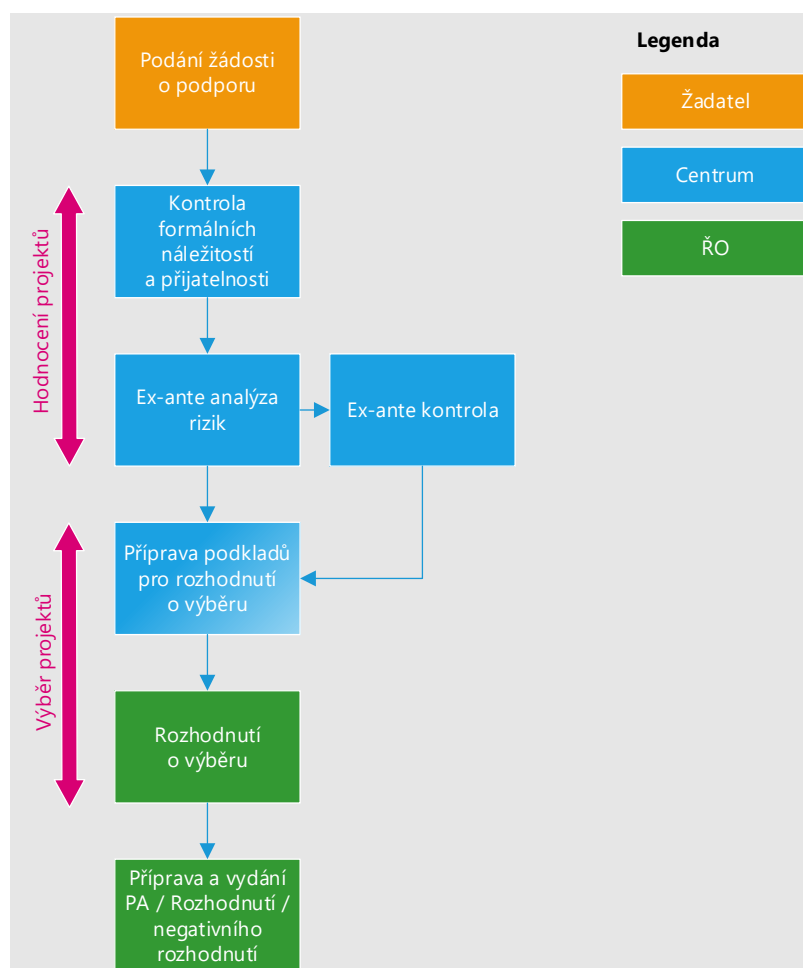 Podání žádosti
o podporu
Legenda
Žadatel
Centrum
ŘO
Hodnocení projektů
Kontrola
formálních
náležitostí
a přijatelnosti
Ex-ante analýza
rizik
Ex-ante kontrola
Výběr projektů
Příprava podkladů
pro rozhodnutí
o výběru
Rozhodnutí
o výběru
Příprava a vydání
PA / Rozhodnutí /
negativního
rozhodnutí